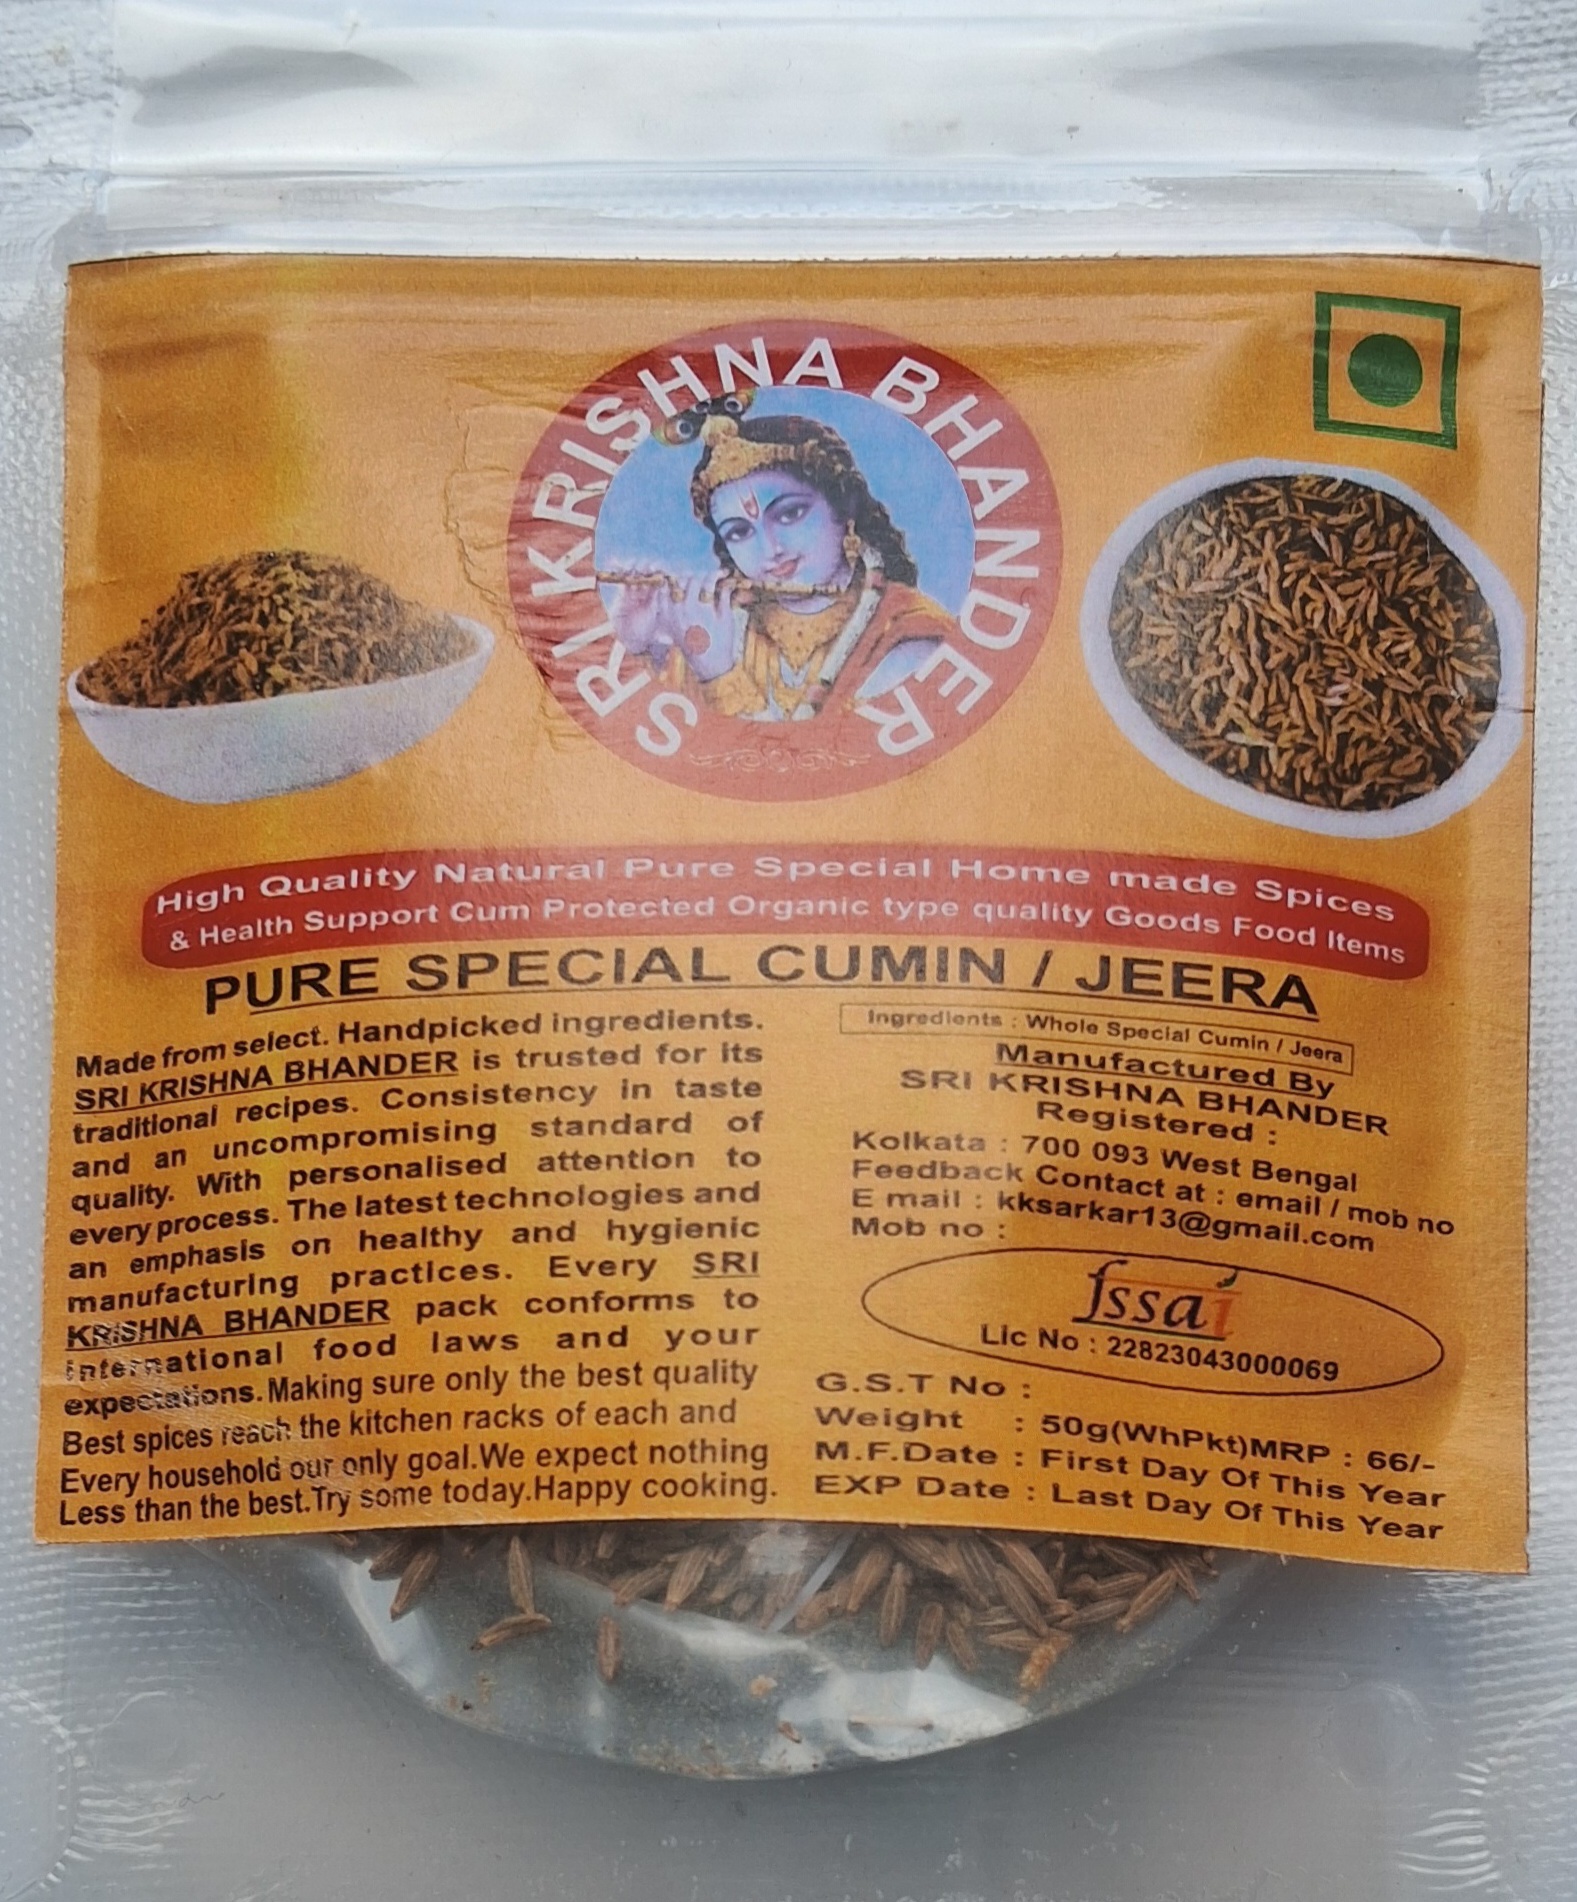 SRI KRISHNA BHANDER
High Quality Natural Pure Special Home made Spices
& Health Support Cum Protected Organic type quality Goods Food Items
PURE SPECIAL CUMIN / JEERA
Made from select. Handpicked ingredients.
SRI KRISHNA BHANDER is trusted for its
traditional recipes. Consistency in taste
and an uncompromising standard of
quality. With personalised attention to
every process. The latest technologies and
an emphasis on healthy and hygienic
manufacturing practices. Every SRI
KRISHNA BHANDER pack conforms to
international food laws and your
expectations. Making sure only the best quality
Best spices reach the kitchen racks of each and
Every household our only goal.We expect nothing
Less than the best.Try some today.Happy cooking.
Ingredients : Whole Special Cumin / Jeera
Manufactured By
SRI KRISHNA BHANDER
Registered :
Kolkata : 700 093 West Bengal
Feedback Contact at : email / mob no
E mail : kksarkar13@gmail.com
Mob no :
fssai
Lic No : 22823043000069
G.S.T No :
Weight : 50g(WhPkt)MRP : 66/-
M.F.Date : First Day Of This Year
EXP Date : Last Day Of This Year